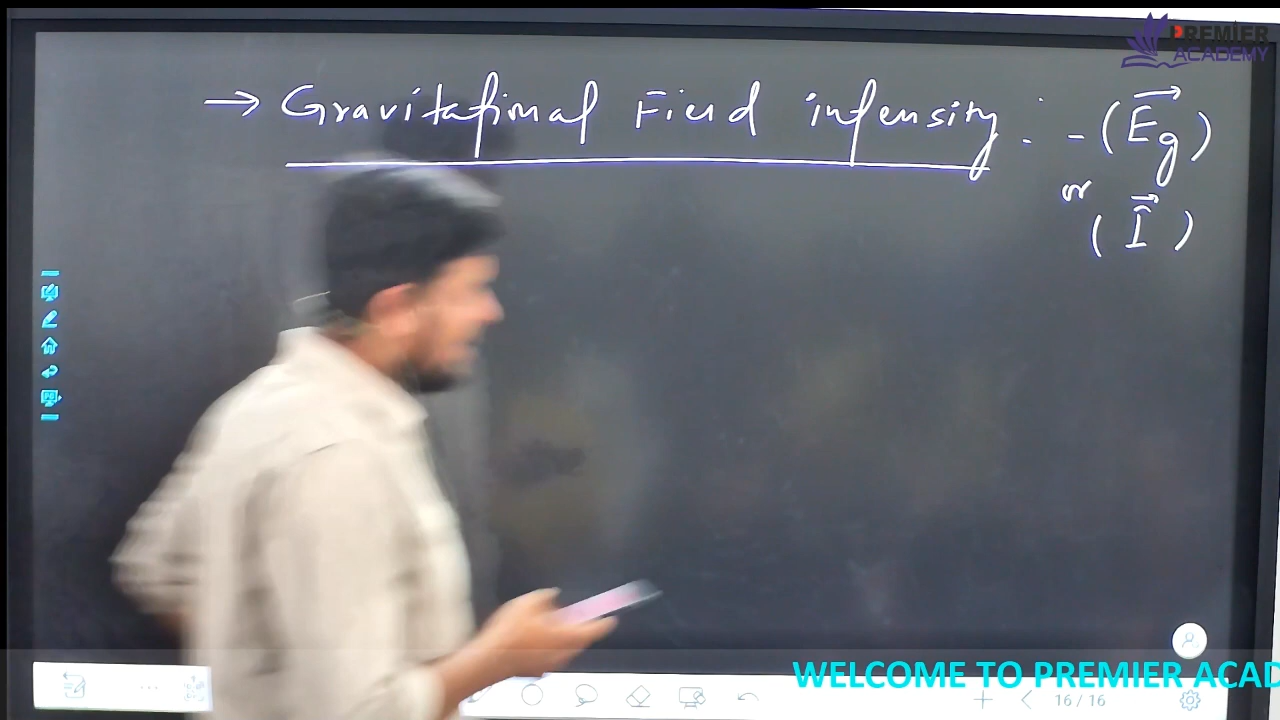 PREMIER
ACADEMY
→ Gravitational Field intensity : - (E⃗g)
or
(I⃗)
WELCOME TO PREMIER ACAD
16 / 16